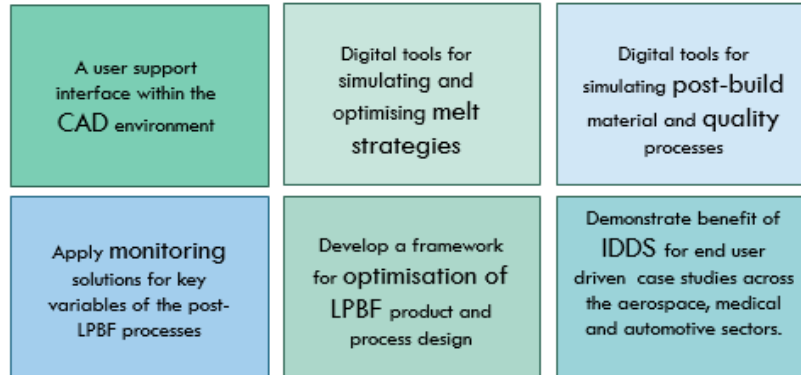 A user support
interface within the
CAD environment
Digital tools for
simulating and
optimising melt
strategies
Digital tools for
simulating post-build
material and quality
processes
Apply monitoring
solutions for key
variables of the post-
LPBF processes
Develop a framework
for optimisation of
LPBF product and
process design
Demonstrate benefit of
IDDS for end user
driven case studies across
the aerospace, medical
and automotive sectors.